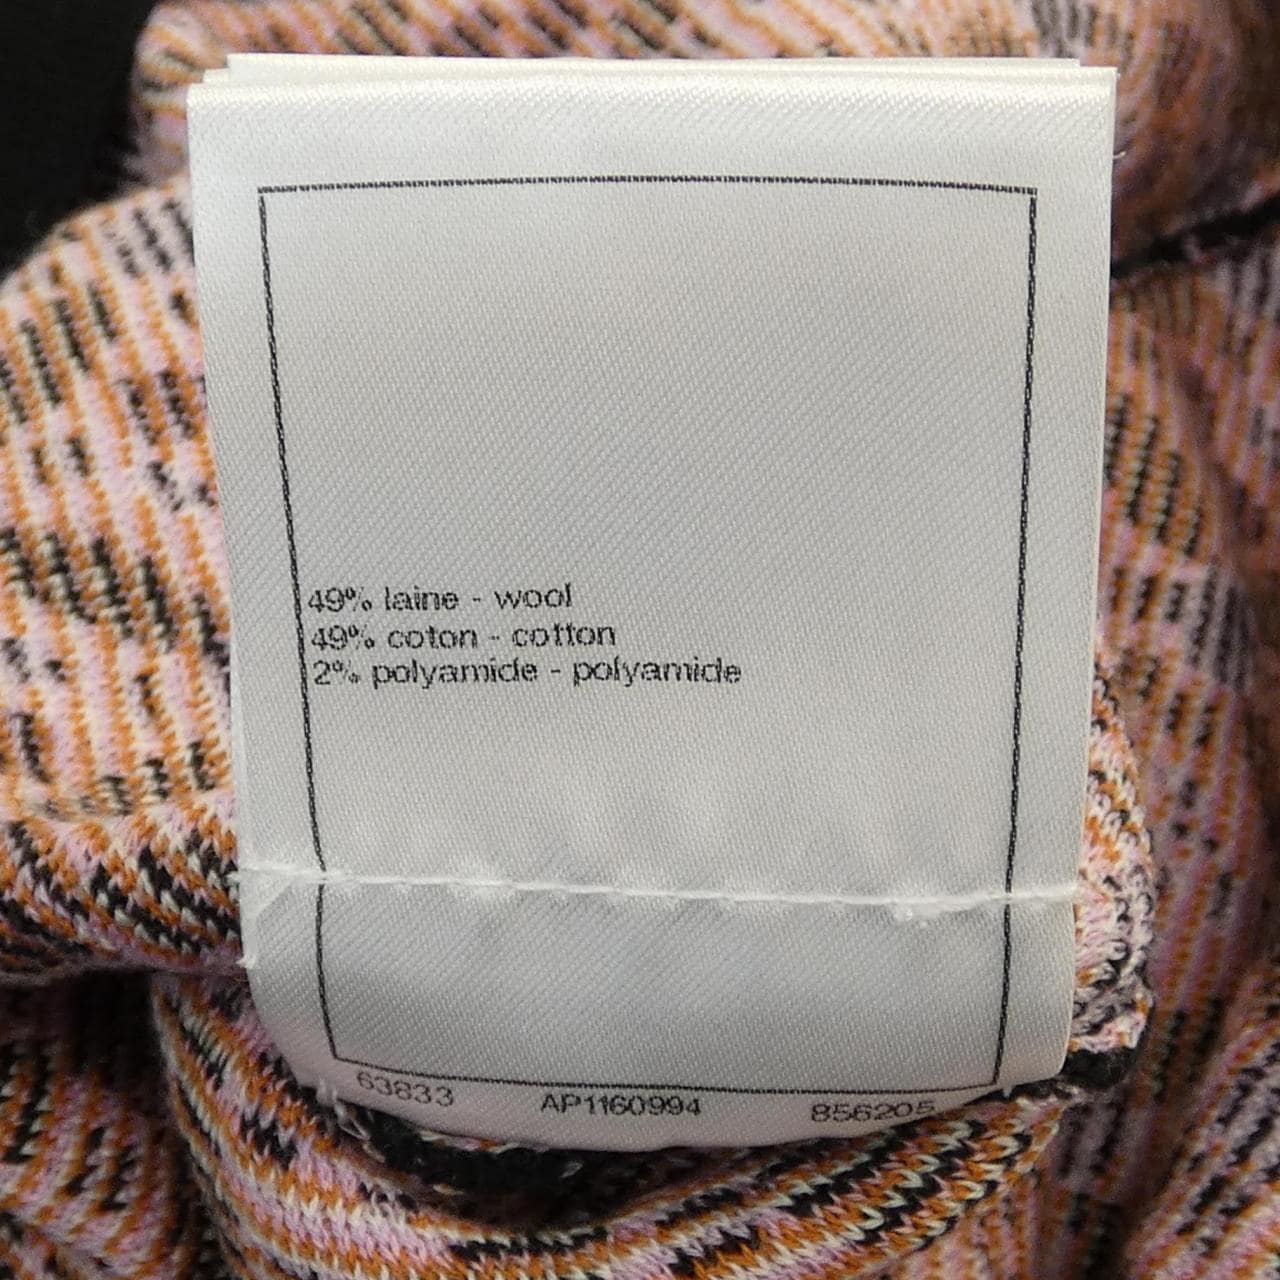 49% laine - wool
49% coton - cotton
2% polyamide - polyamide
63833 AP1160994 856205